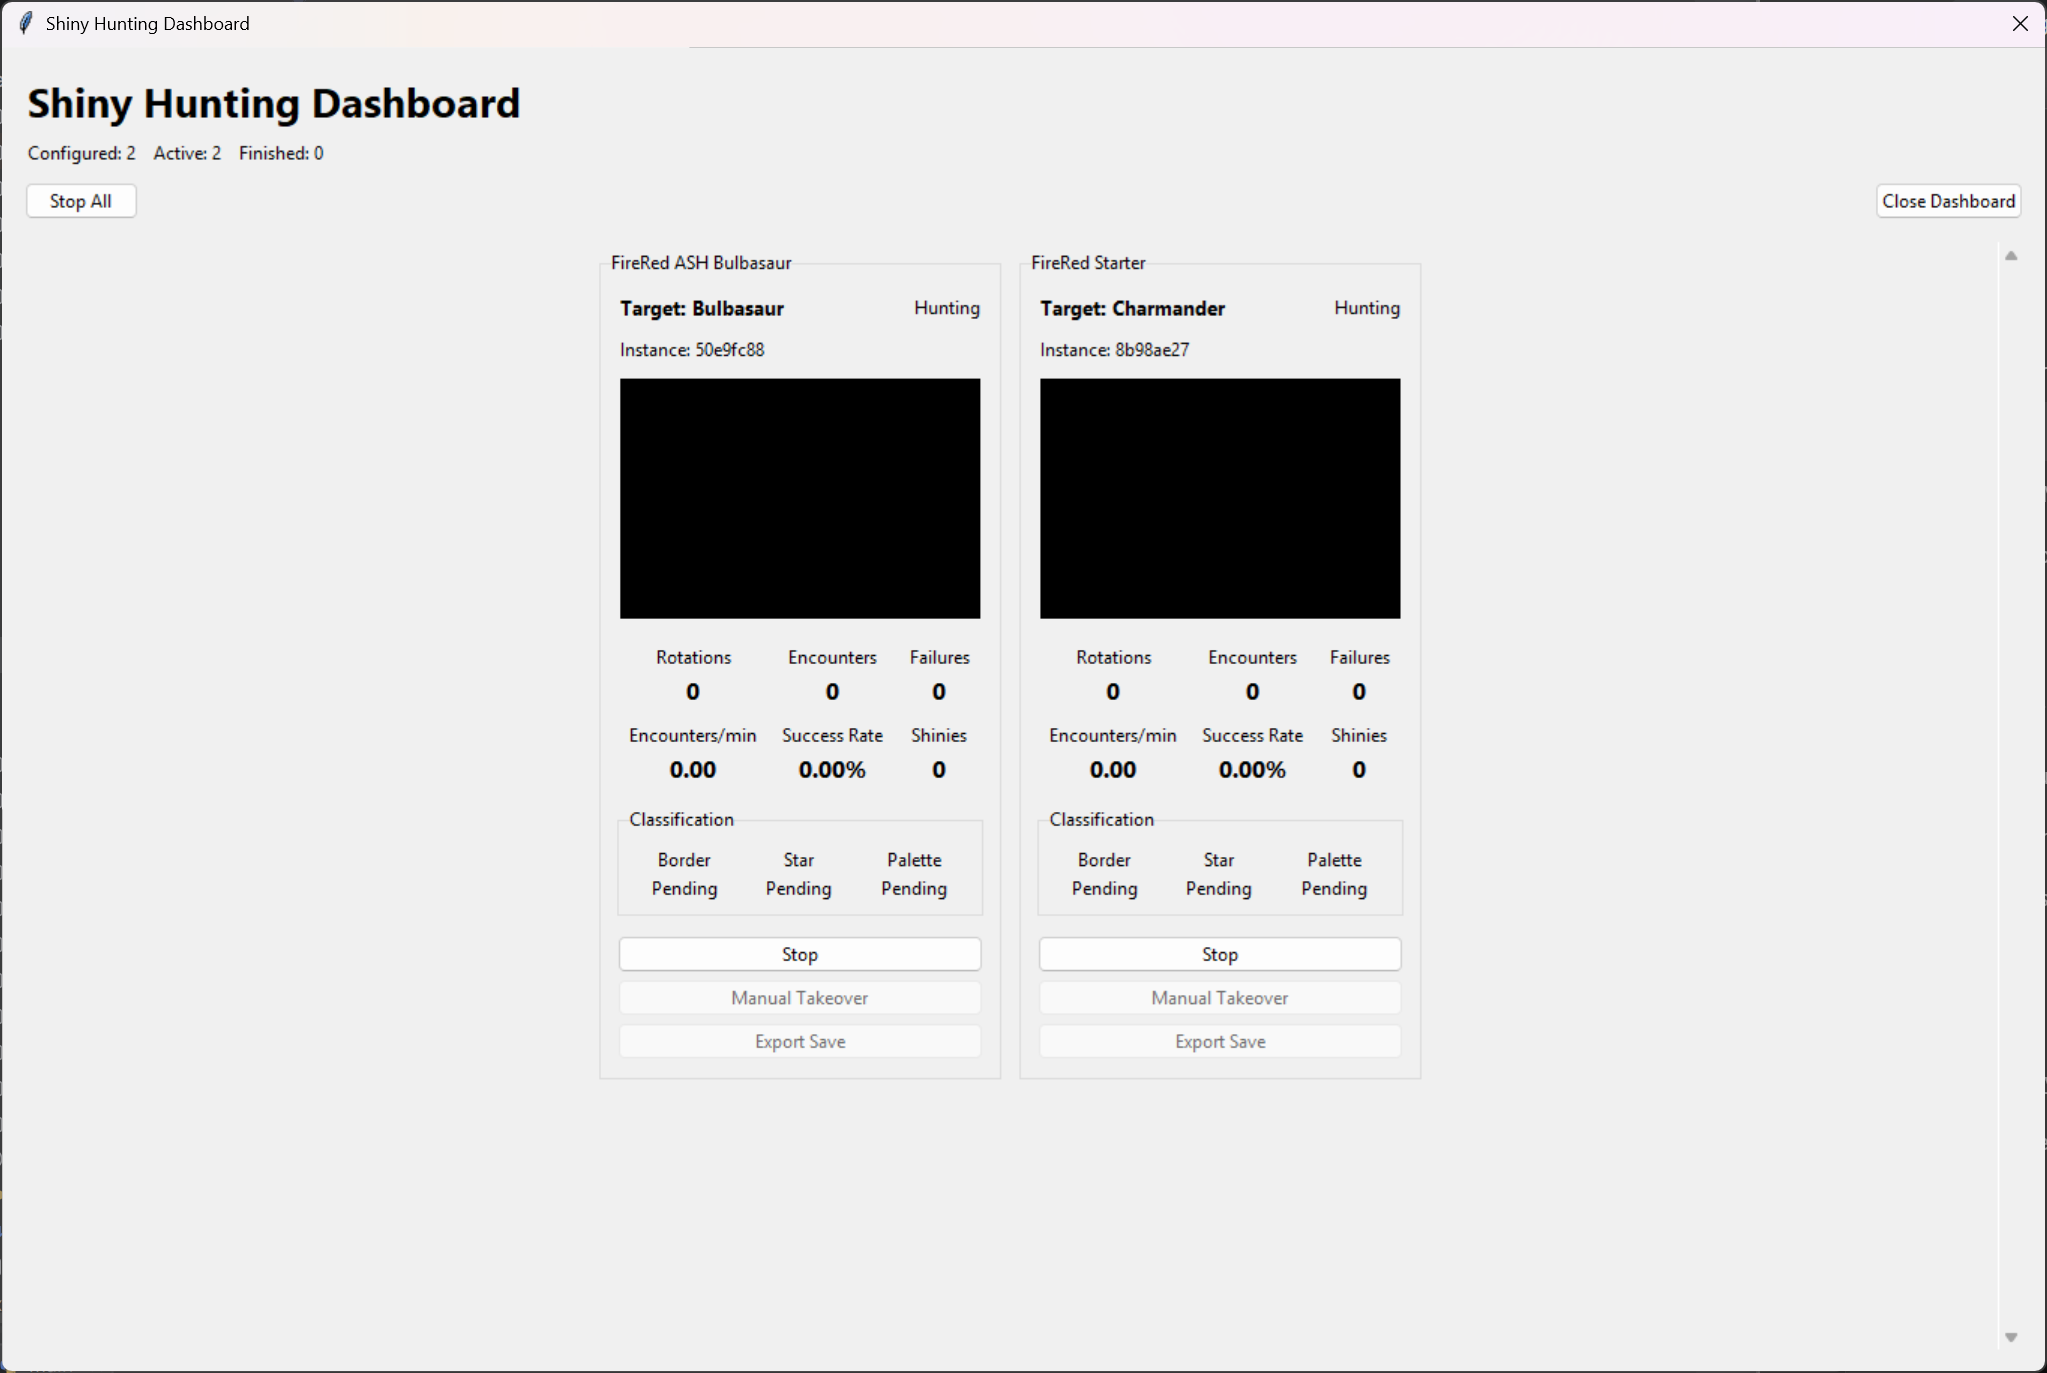 Shiny Hunting Dashboard
Shiny Hunting Dashboard
Configured: 2 Active: 2 Finished: 0
Stop All
Close Dashboard
FireRed ASH Bulbasaur
Target: Bulbasaur Hunting
Instance: 50e9fc88
Rotations Encounters Failures
0 0 0
Encounters/min Success Rate Shinies
0.00 0.00% 0
Classification
Border Star Palette
Pending Pending Pending
Stop
Manual Takeover
Export Save
FireRed Starter
Target: Charmander Hunting
Instance: 8b98ae27
Rotations Encounters Failures
0 0 0
Encounters/min Success Rate Shinies
0.00 0.00% 0
Classification
Border Star Palette
Pending Pending Pending
Stop
Manual Takeover
Export Save